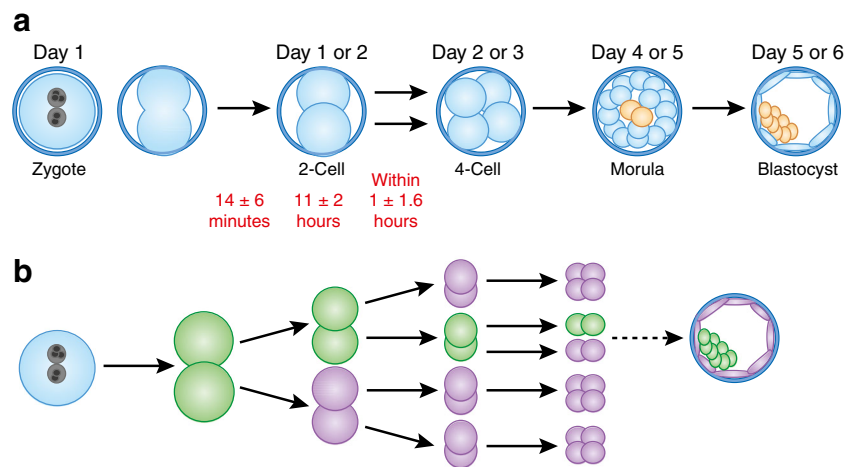 a
Day 1
Day 1 or 2
Day 2 or 3
Day 4 or 5
Day 5 or 6
Zygote
2-Cell
4-Cell
Morula
Blastocyst
14 ± 6
minutes
11 ± 2
hours
Within
1 ± 1.6
hours
b